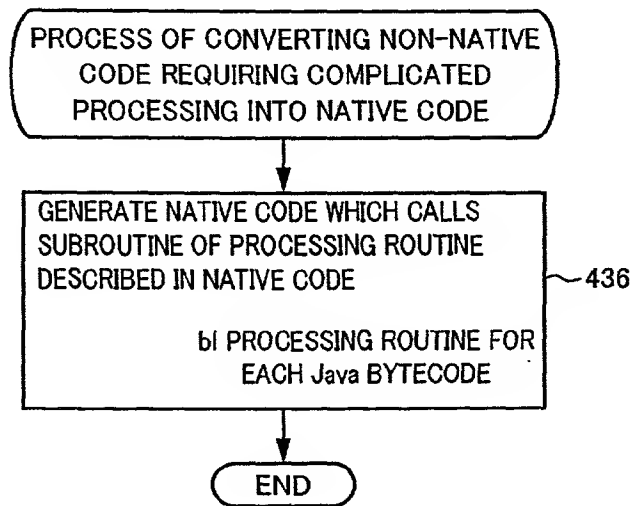 PROCESS OF CONVERTING NON-NATIVE
CODE REQUIRING COMPLICATED
PROCESSING INTO NATIVE CODE
GENERATE NATIVE CODE WHICH CALLS
SUBROUTINE OF PROCESSING ROUTINE
DESCRIBED IN NATIVE CODE
436
bl PROCESSING ROUTINE FOR
EACH Java BYTECODE
END